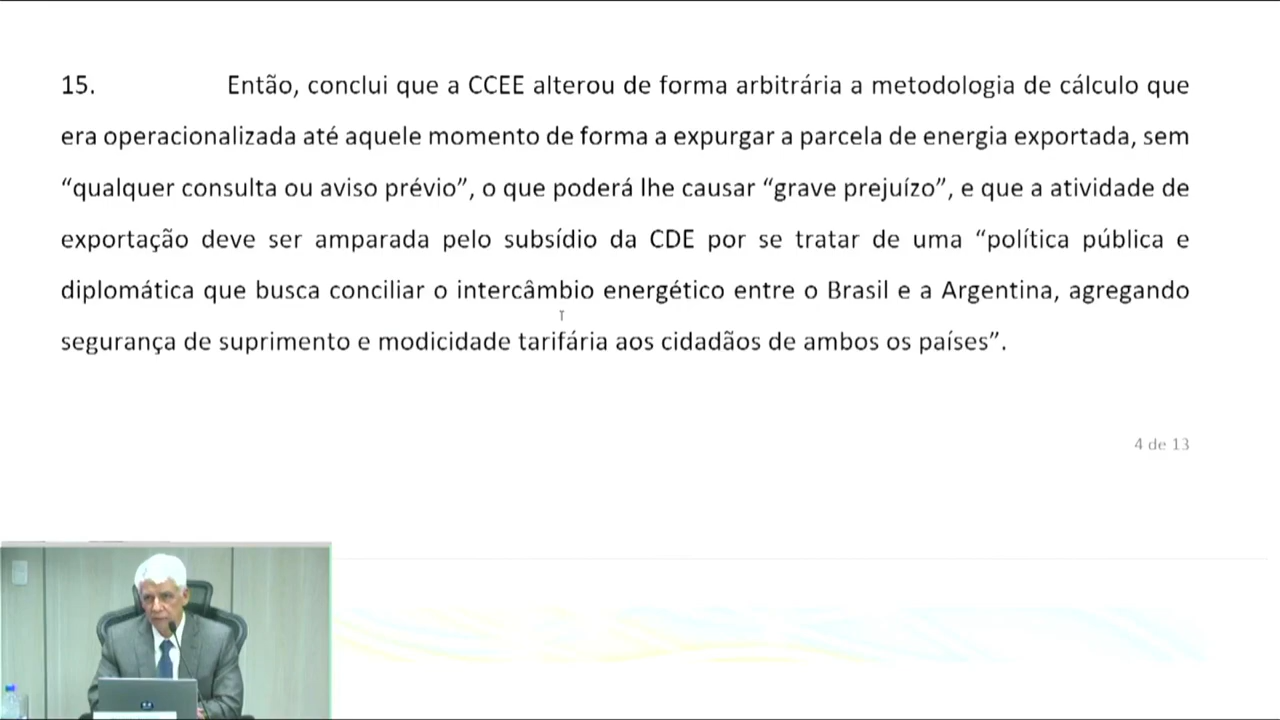 15. Então, conclui que a CCEE alterou de forma arbitrária a metodologia de cálculo que
era operacionalizada até aquele momento de forma a expurgar a parcela de energia exportada, sem
“qualquer consulta ou aviso prévio”, o que poderá lhe causar “grave prejuízo”, e que a atividade de
exportação deve ser amparada pelo subsídio da CDE por se tratar de uma “política pública e
diplomática que busca conciliar o intercâmbio energético entre o Brasil e a Argentina, agregando
segurança de suprimento e modicidade tarifária aos cidadãos de ambos os países”.
4 de 13